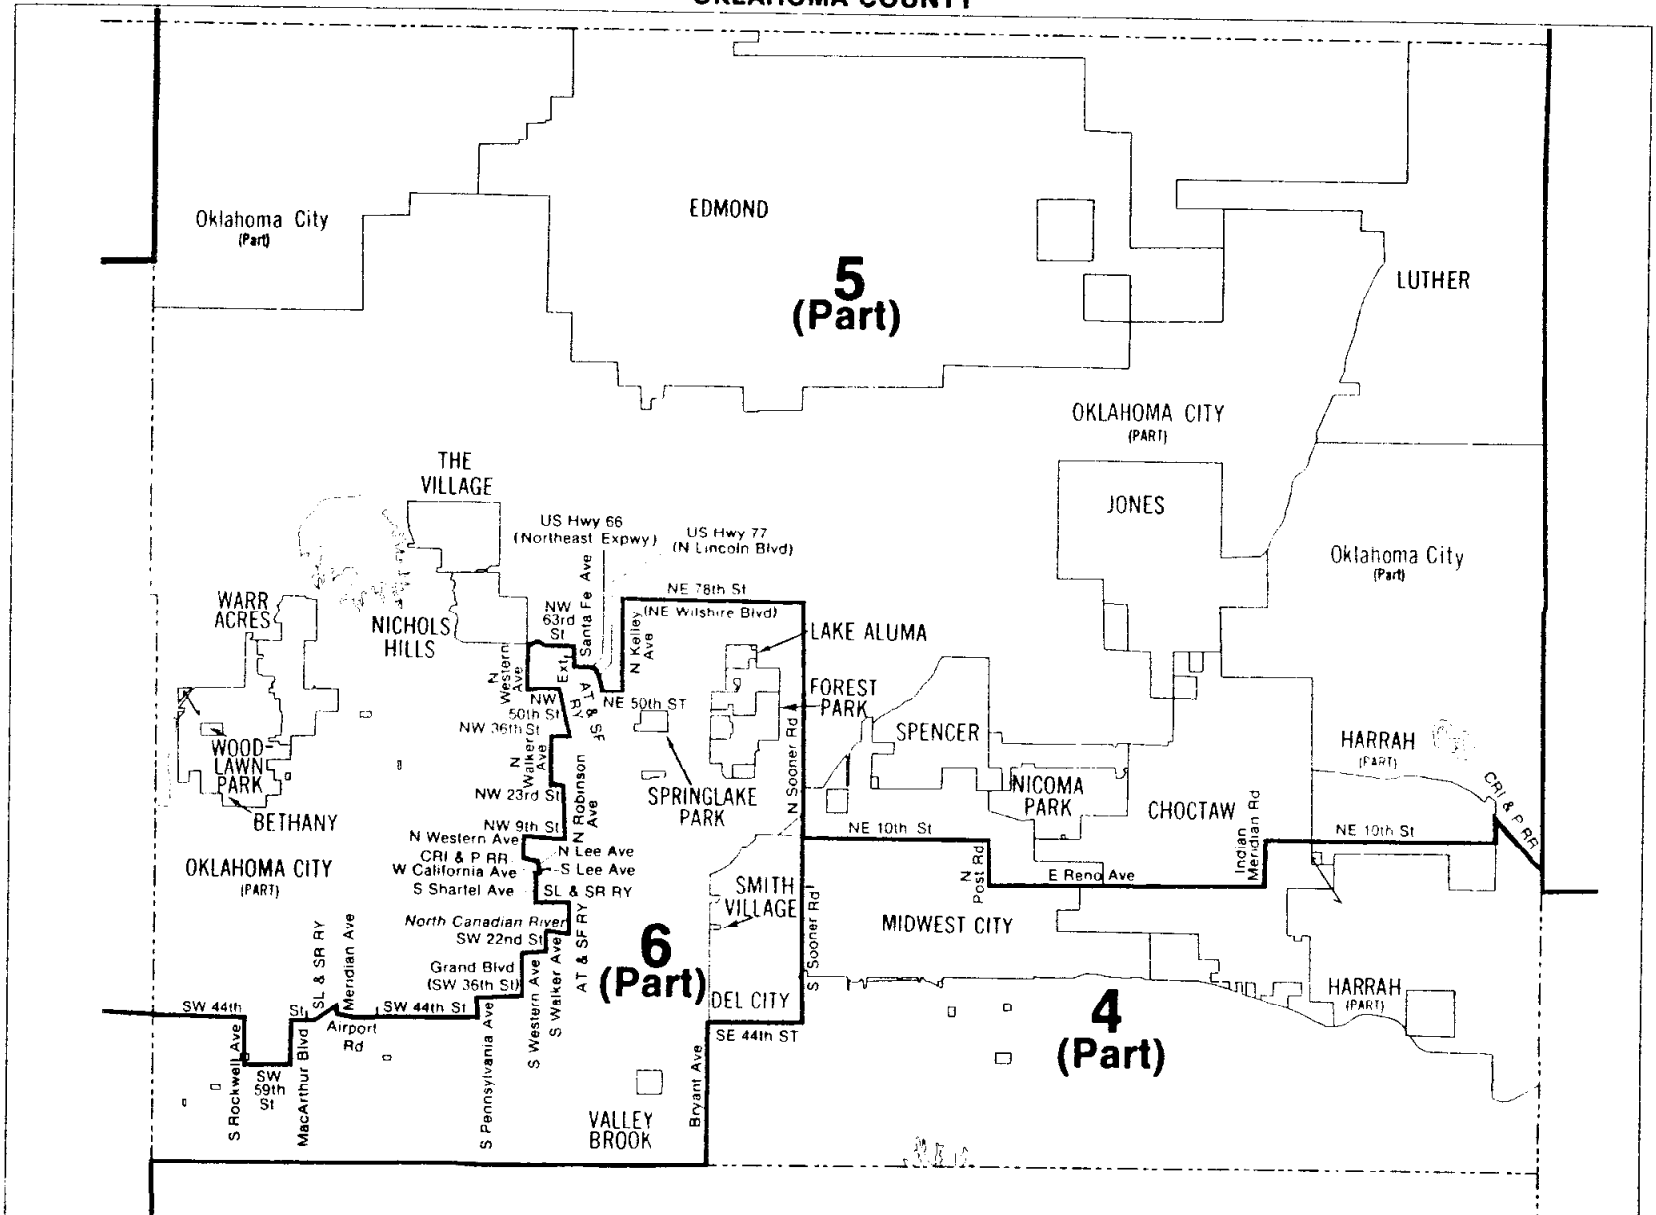 OKLAHOMA COUNTY
Oklahoma City
(Part)
EDMOND
5
(Part)
LUTHER
OKLAHOMA CITY
(PART)
THE
VILLAGE
JONES
US Hwy 66
(Northeast Expwy)
US Hwy 77
(N Lincoln Blvd)
Oklahoma City
(Part)
WARR
ACRES
NICHOLS
HILLS
NW
63rd
St
Santa Fe Ave
Ext
NE 78th St
(NE Wilshire Blvd)
N Kelley
Ave
LAKE ALUMA
N
Western
Ave
NW
50th St
AT & SF
RY
NE 50th ST
FOREST
PARK
NW 36th St
N
Walker
Ave
N Sooner Rd
SPENCER
HARRAH
(PART)
WOOD-
LAWN
PARK
BETHANY
NW 23rd St
N Robinson
Ave
SPRINGLAKE
PARK
NICOMA
PARK
CHOCTAW
Indian
Meridian Rd
CRI & P RR
NW 9th St
NE 10th St
NE 10th St
N Western Ave
N Lee Ave
CRI & P RR
W California Ave
S Lee Ave
OKLAHOMA CITY
(PART)
S Shartel Ave
SL & SR RY
SMITH
VILLAGE
N
Post Rd
E Reno Ave
North Canadian River
SW 22nd St
AT & SF RY
MIDWEST CITY
S Sooner Rd
6
(Part)
SL & SR RY
Meridian Ave
Grand Blvd
(SW 36th St)
S Western Ave
S Walker Ave
DEL CITY
HARRAH
(PART)
4
(Part)
SW 44th
St
SW 44th St
Airport
Rd
SE 44th ST
S Rockwell Ave
SW
59th
St
MacArthur Blvd
S Pennsylvania Ave
VALLEY
BROOK
Bryant Ave